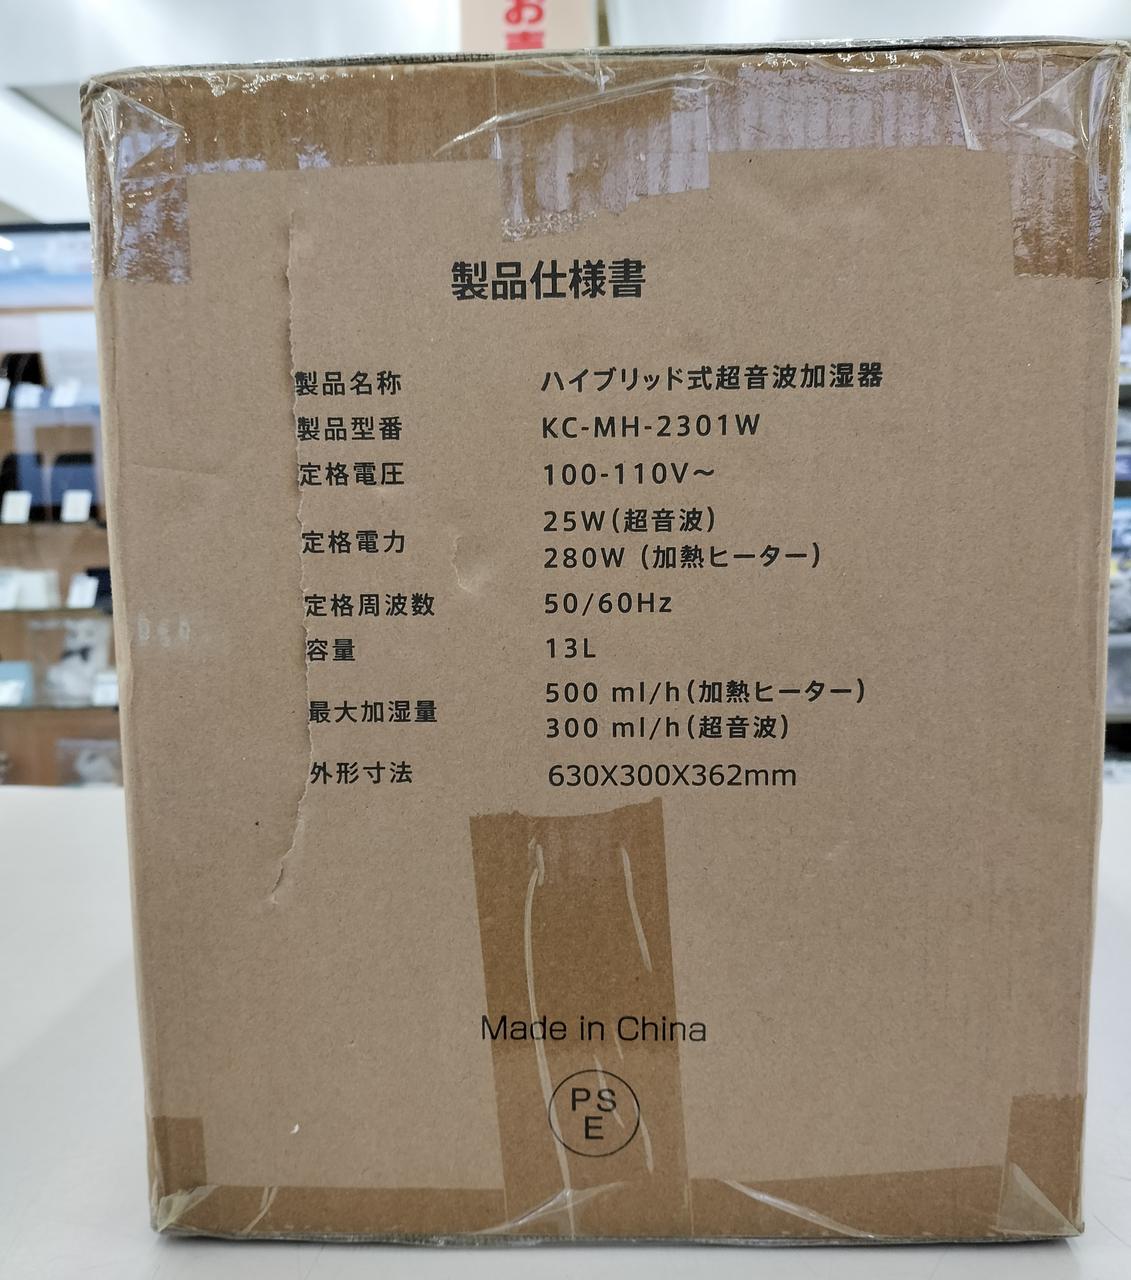 お
製品仕様書
製品名称 ハイブリッド式超音波加湿器
製品型番 KC-MH-2301W
定格電圧 100-110V～
定格電力 25W(超音波)
280W (加熱ヒーター)
定格周波数 50/60Hz
容量 13L
最大加湿量 500 ml/h(加熱ヒーター)
300 ml/h(超音波)
外形寸法 630X300X362mm
Made in China
PS
E